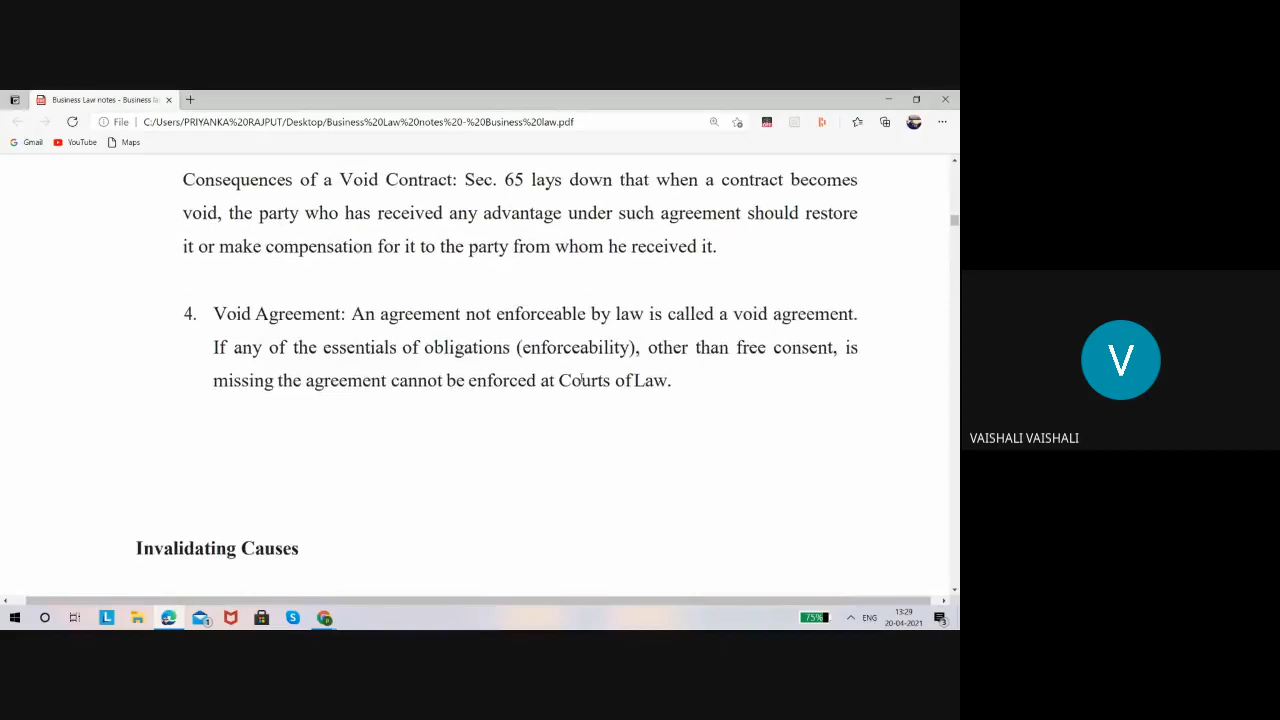 Business Law notes - Business la
File
C:/Users/PRIYANKA%20RAJPUT/Desktop/Business%20Law%20notes%20-%20Business%20law.pdf
Gmail YouTube Maps
Consequences of a Void Contract: Sec. 65 lays down that when a contract becomes
void, the party who has received any advantage under such agreement should restore
it or make compensation for it to the party from whom he received it.
4. Void Agreement: An agreement not enforceable by law is called a void agreement.
If any of the essentials of obligations (enforceability), other than free consent, is
missing the agreement cannot be enforced at Courts of Law.
Invalidating Causes
V
VAISHALI VAISHALI
75%
ENG
13:29
20-04-2021